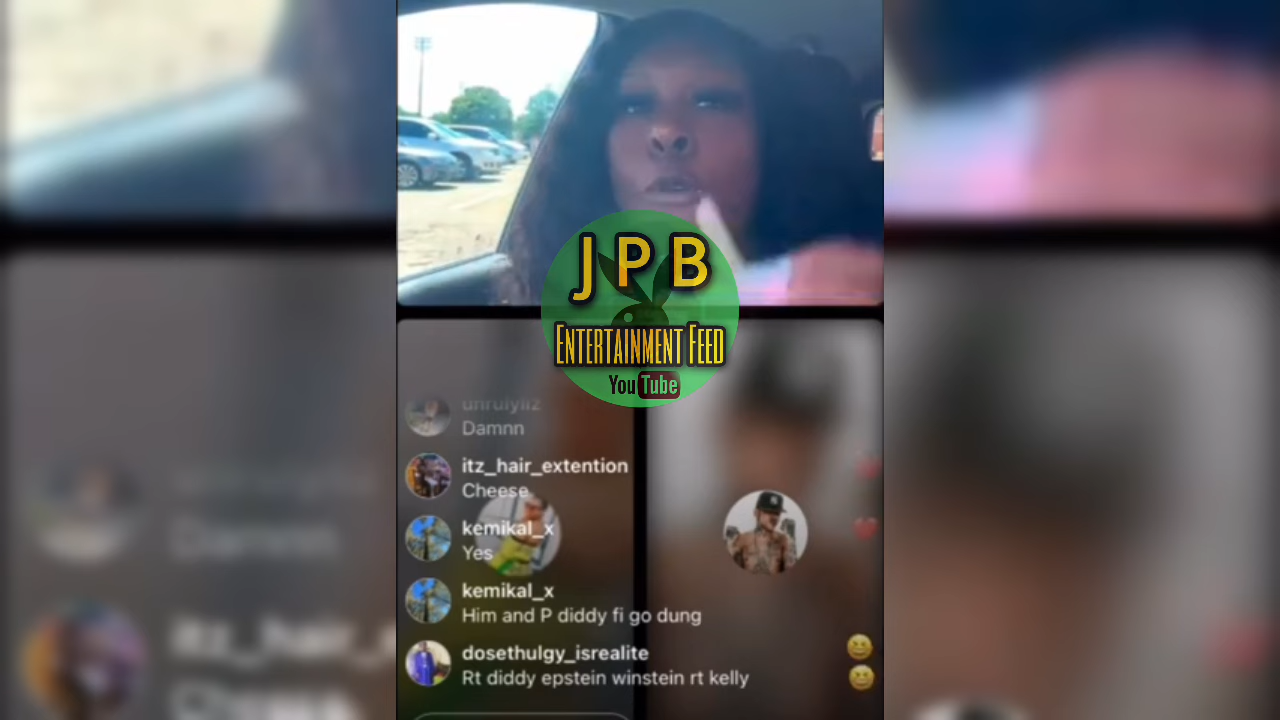 J P B
ENTERTAINMENT FEED
YouTube
unrulyliz
Damnn
itz_hair_extention
Cheese
kemikal_x
Yes
kemikal_x
Him and P diddy fi go dung
dosethulgy_isrealite
Rt diddy epstein winstein rt kelly